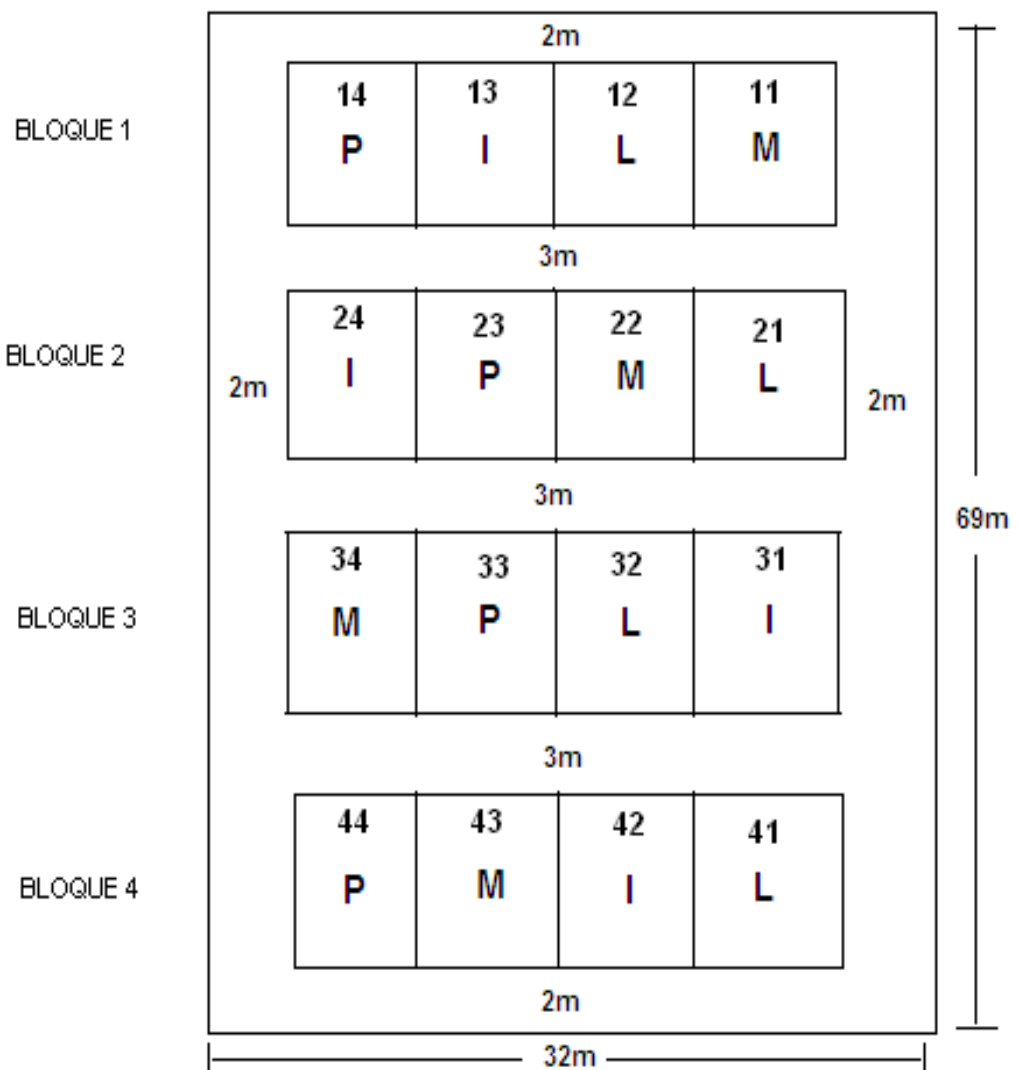 2m
14 13 12 11
BLOQUE 1
P I L M
3m
24 23 22 21
BLOQUE 2
I P M L
2m 2m
3m
69m
34 33 32 31
BLOQUE 3
M P L I
3m
44 43 42 41
BLOQUE 4
P M I L
2m
32m